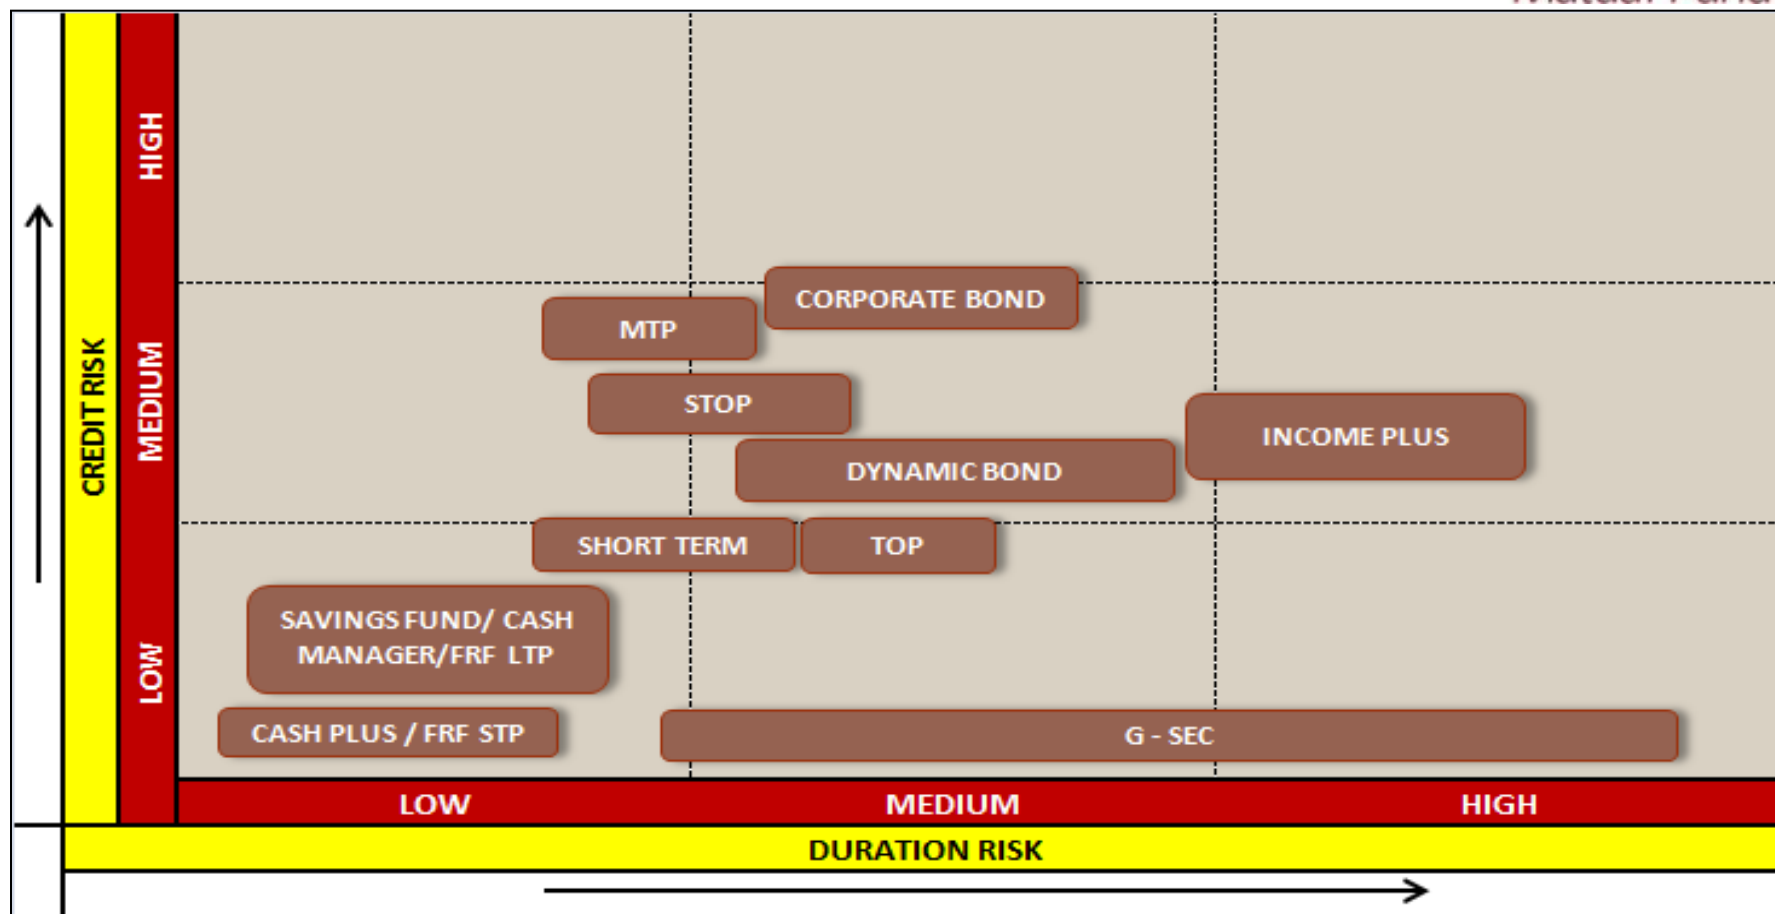 HIGH
MEDIUM
LOW
CREDIT RISK
CORPORATE BOND
MTP
STOP
INCOME PLUS
DYNAMIC BOND
SHORT TERM
TOP
SAVINGS FUND/ CASH
MANAGER/FRF LTP
CASH PLUS / FRF STP
G - SEC
LOW
MEDIUM
HIGH
DURATION RISK